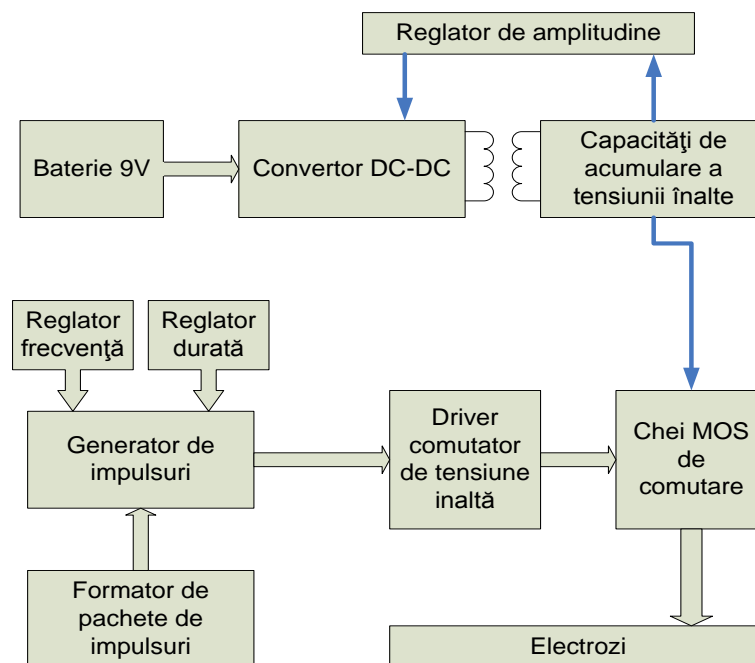 Reglator de amplitudine
Baterie 9V
Convertor DC-DC
Capacităţi de
acumulare a
tensiunii înalte
Reglator
frecvenţă
Reglator
durată
Generator de
impulsuri
Driver
comutator
de tensiune
inaltă
Chei MOS
de
comutare
Formator de
pachete de
impulsuri
Electrozi